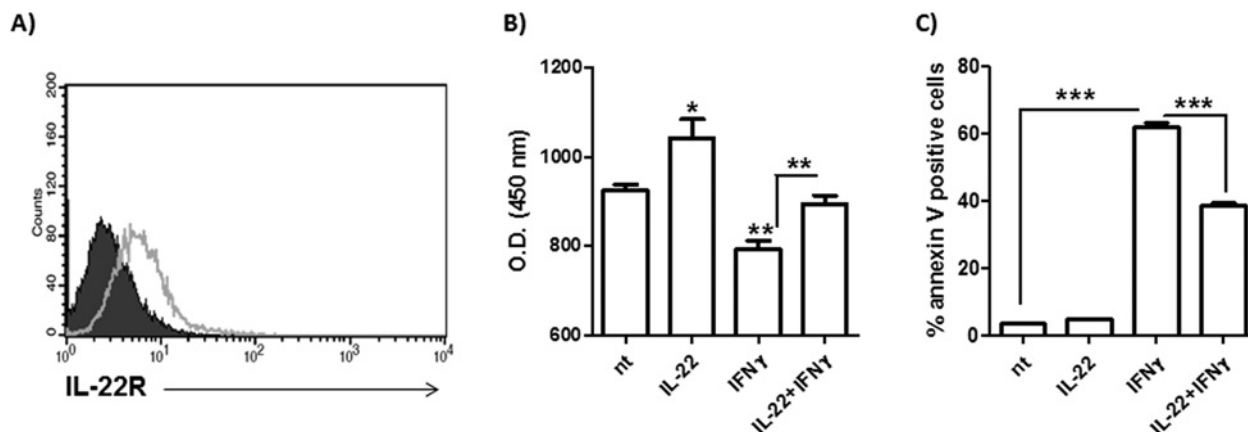 A)
200
160
120
80
40
0
Counts
10⁰
10¹
10²
10³
10⁴
IL-22R
B)
1200
1000
800
600
O.D. (450 nm)
*
**
**
nt
IL-22
IFNγ
IL-22+IFNγ
C)
80
60
40
20
0
% annexin V positive cells
***
***
nt
IL-22
IFNγ
IL-22+IFNγ